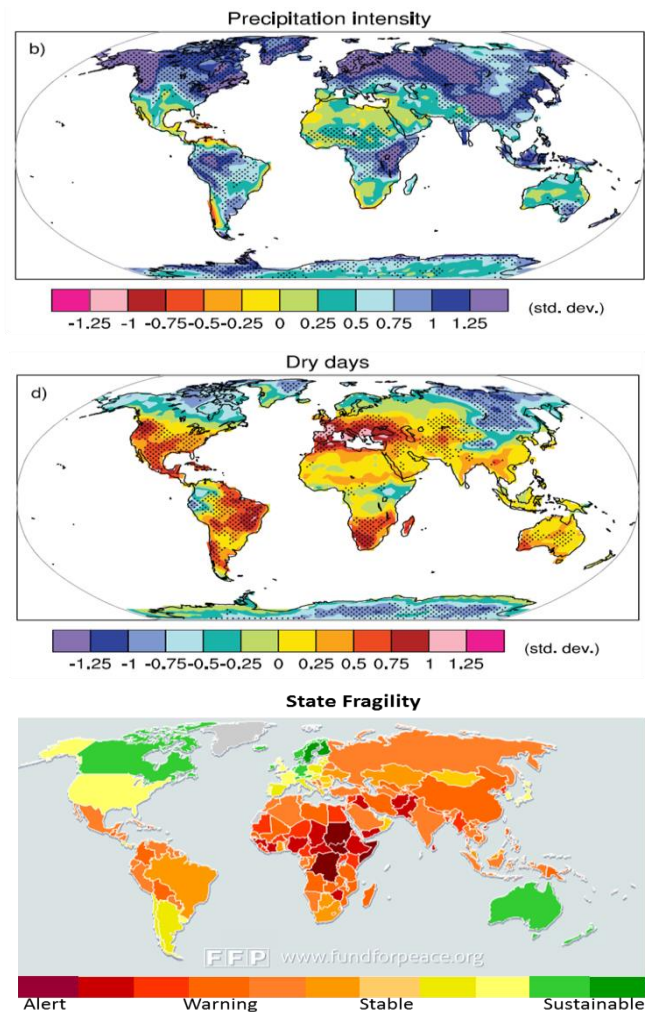 Precipitation intensity
b)
-1.25 -1 -0.75 -0.5 -0.25 0 0.25 0.5 0.75 1 1.25 (std. dev.)
Dry days
d)
-1.25 -1 -0.75 -0.5 -0.25 0 0.25 0.5 0.75 1 1.25 (std. dev.)
State Fragility
FFP www.fundforpeace.org
Alert Warning Stable Sustainable